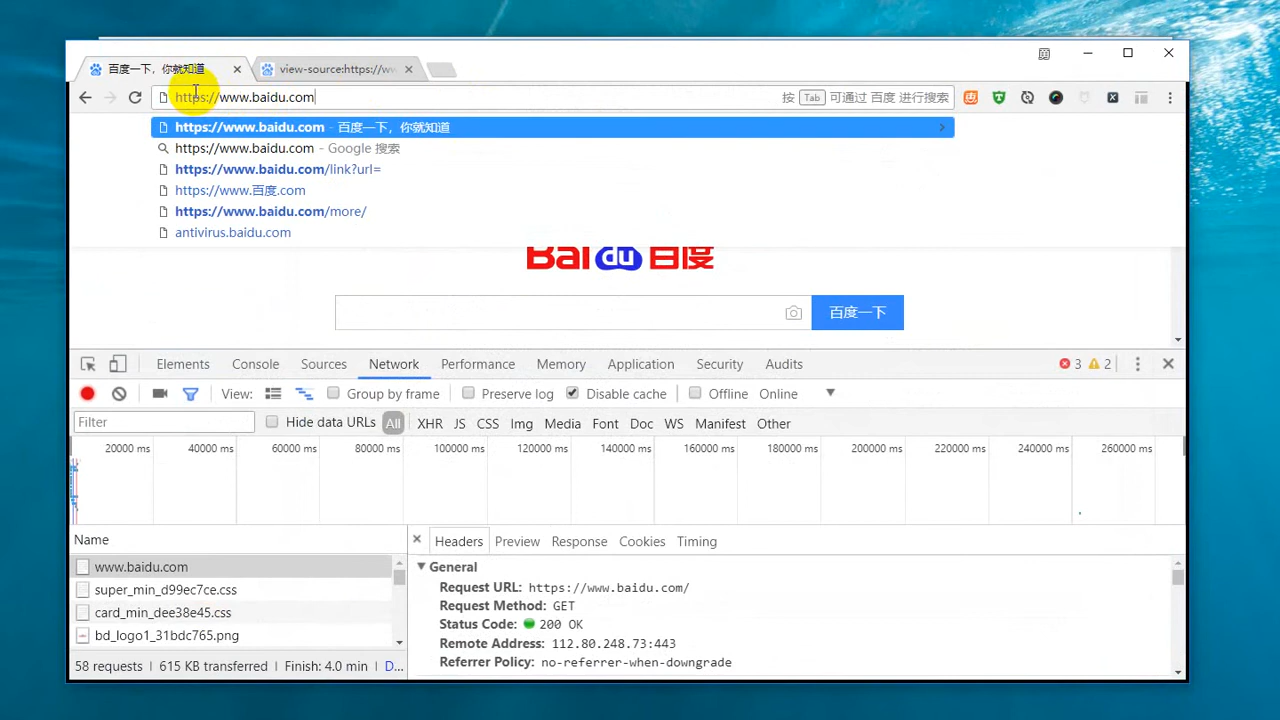 百度一下，你就知道
view-source:https://ww
https://www.baidu.com
按 Tab 可通过 百度 进行搜索
https://www.baidu.com - 百度一下，你就知道
https://www.baidu.com - Google 搜索
https://www.baidu.com/link?url=
https://www.百度.com
https://www.baidu.com/more/
antivirus.baidu.com
Bai du 百度
百度一下
Elements Console Sources Network Performance Memory Application Security Audits 3 2
View: Group by frame Preserve log Disable cache Offline Online
Filter Hide data URLs All XHR JS CSS Img Media Font Doc WS Manifest Other
20000 ms 40000 ms 60000 ms 80000 ms 100000 ms 120000 ms 140000 ms 160000 ms 180000 ms 200000 ms 220000 ms 240000 ms 260000 ms
Name
Headers Preview Response Cookies Timing
www.baidu.com
super_min_d99ec7ce.css
card_min_dee38e45.css
bd_logo1_31bdc765.png
General
Request URL: https://www.baidu.com/
Request Method: GET
Status Code: 200 OK
Remote Address: 112.80.248.73:443
Referrer Policy: no-referrer-when-downgrade
58 requests | 615 KB transferred | Finish: 4.0 min | D...